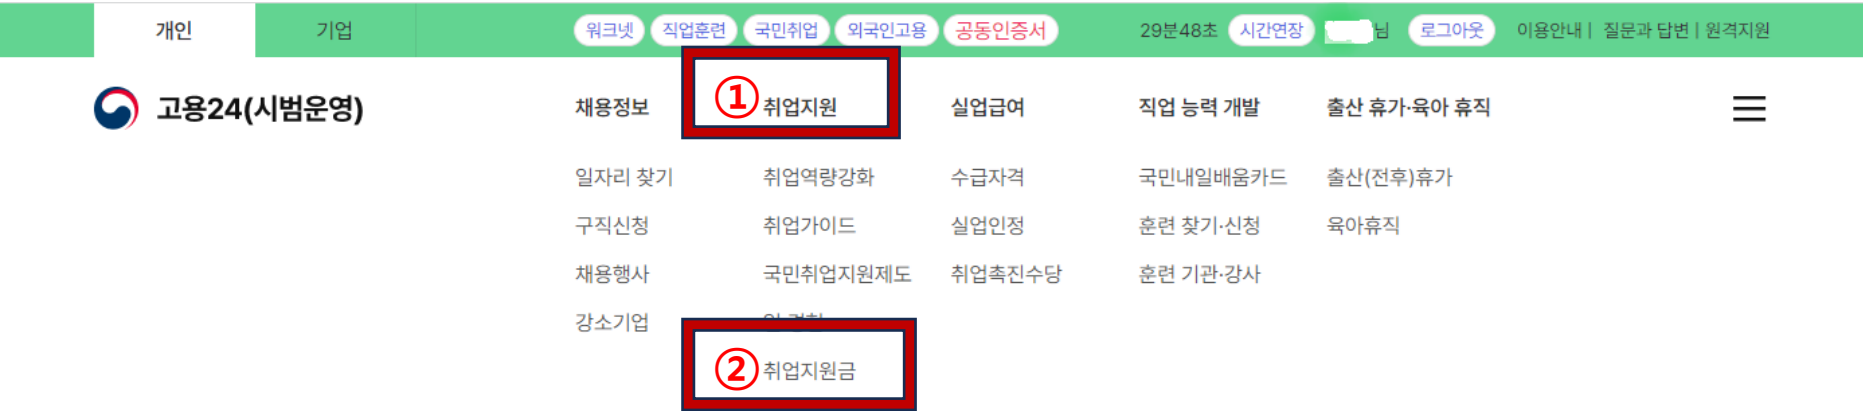 개인 기업 워크넷 직업훈련 국민취업 외국인고용 공동인증서 29분48초 시간연장 님 로그아웃 이용안내 | 질문과 답변 | 원격지원
고용24(시범운영) 채용정보 ① 취업지원 실업급여 직업 능력 개발 출산 휴가·육아 휴직
일자리 찾기 취업역량강화 수급자격 국민내일배움카드 출산(전후)휴가
구직신청 취업가이드 실업인정 훈련 찾기·신청 육아휴직
채용행사 국민취업지원제도 취업촉진수당 훈련 기관·강사
강소기업
② 취업지원금